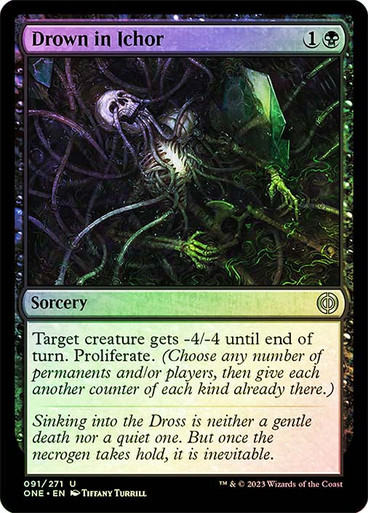 Drown in Ichor 1
Sorcery
Target creature gets -4/-4 until end of
turn. Proliferate. (Choose any number of
permanents and/or players, then give each
another counter of each kind already there.)
Sinking into the Dross is neither a gentle
death nor a quiet one. But once the
necrogen takes hold, it is inevitable.
091/271 U
ONE • EN Tiffany Turrill
™ & © 2023 Wizards of the Coast